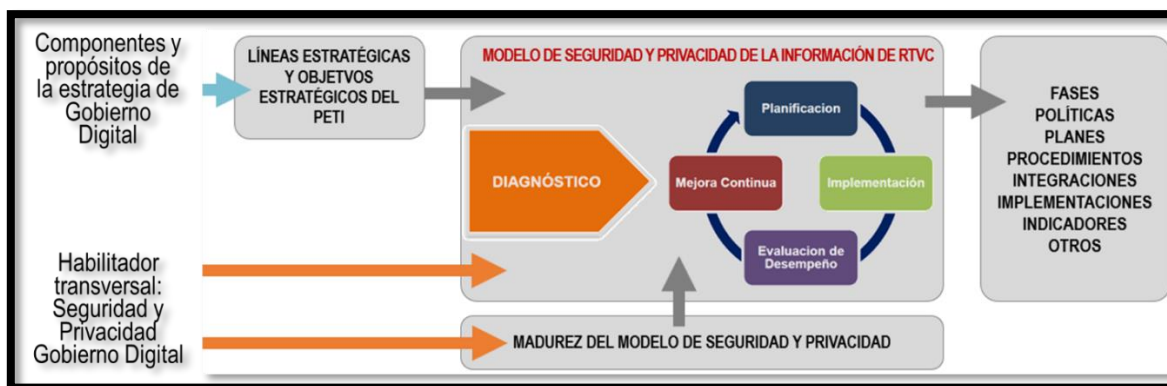 Componentes y
propósitos de
la estrategia de
Gobierno
Digital
LÍNEAS ESTRATÉGICAS
Y OBJETVOS
ESTRATÉGICOS DEL
PETI
MODELO DE SEGURIDAD Y PRIVACIDAD DE LA INFORMACIÓN DE RTVC
DIAGNÓSTICO
Planificacion
Mejora Continua
Implementación
Evaluacion de
Desempeño
FASES
POLÍTICAS
PLANES
PROCEDIMIENTOS
INTEGRACIONES
IMPLEMENTACIONES
INDICADORES
OTROS
Habilitador
transversal:
Seguridad y
Privacidad
Gobierno Digital
MADUREZ DEL MODELO DE SEGURIDAD Y PRIVACIDAD